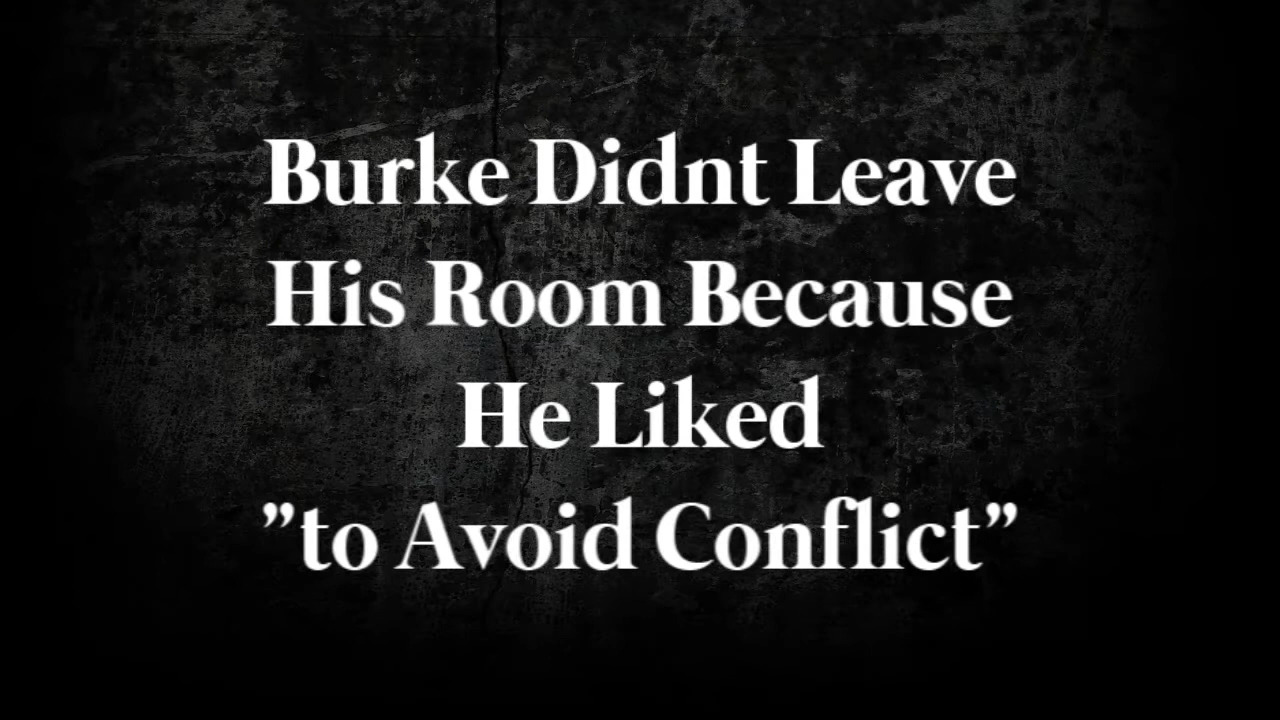 Burke Didnt Leave
His Room Because
He Liked
”to Avoid Conflict”